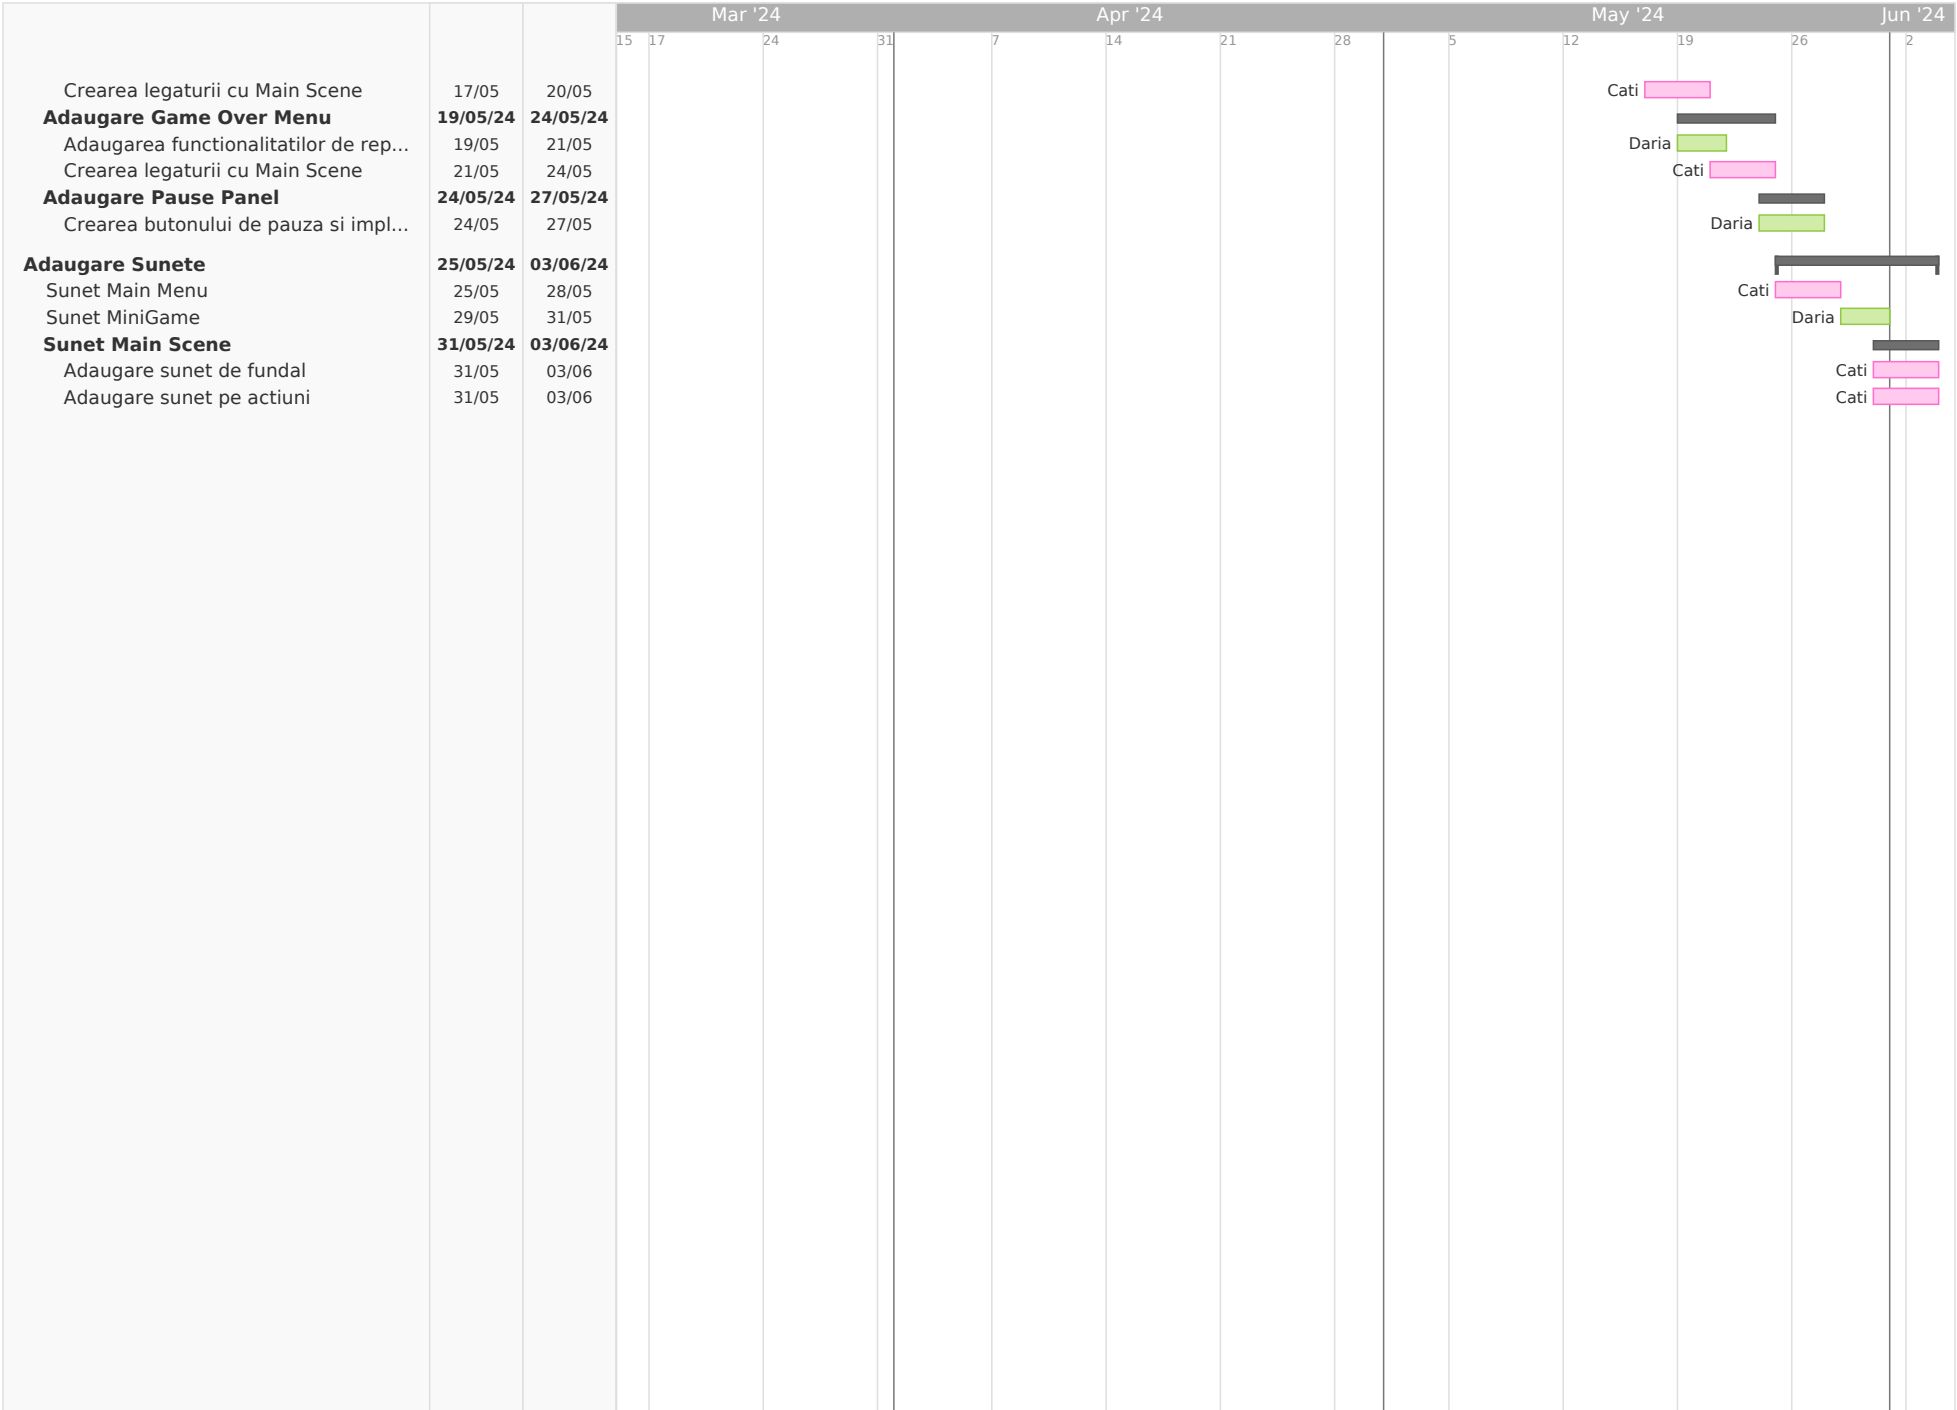 Mar '24 Apr '24 May '24 Jun '24
15 17 24 31 7 14 21 28 5 12 19 26 2
Crearea legaturii cu Main Scene 17/05 20/05 Cati
Adaugare Game Over Menu 19/05/24 24/05/24
Adaugarea functionalitatilor de rep... 19/05 21/05 Daria
Crearea legaturii cu Main Scene 21/05 24/05 Cati
Adaugare Pause Panel 24/05/24 27/05/24
Crearea butonului de pauza si impl... 24/05 27/05 Daria
Adaugare Sunete 25/05/24 03/06/24
Sunet Main Menu 25/05 28/05 Cati
Sunet MiniGame 29/05 31/05 Daria
Sunet Main Scene 31/05/24 03/06/24
Adaugare sunet de fundal 31/05 03/06 Cati
Adaugare sunet pe actiuni 31/05 03/06 Cati